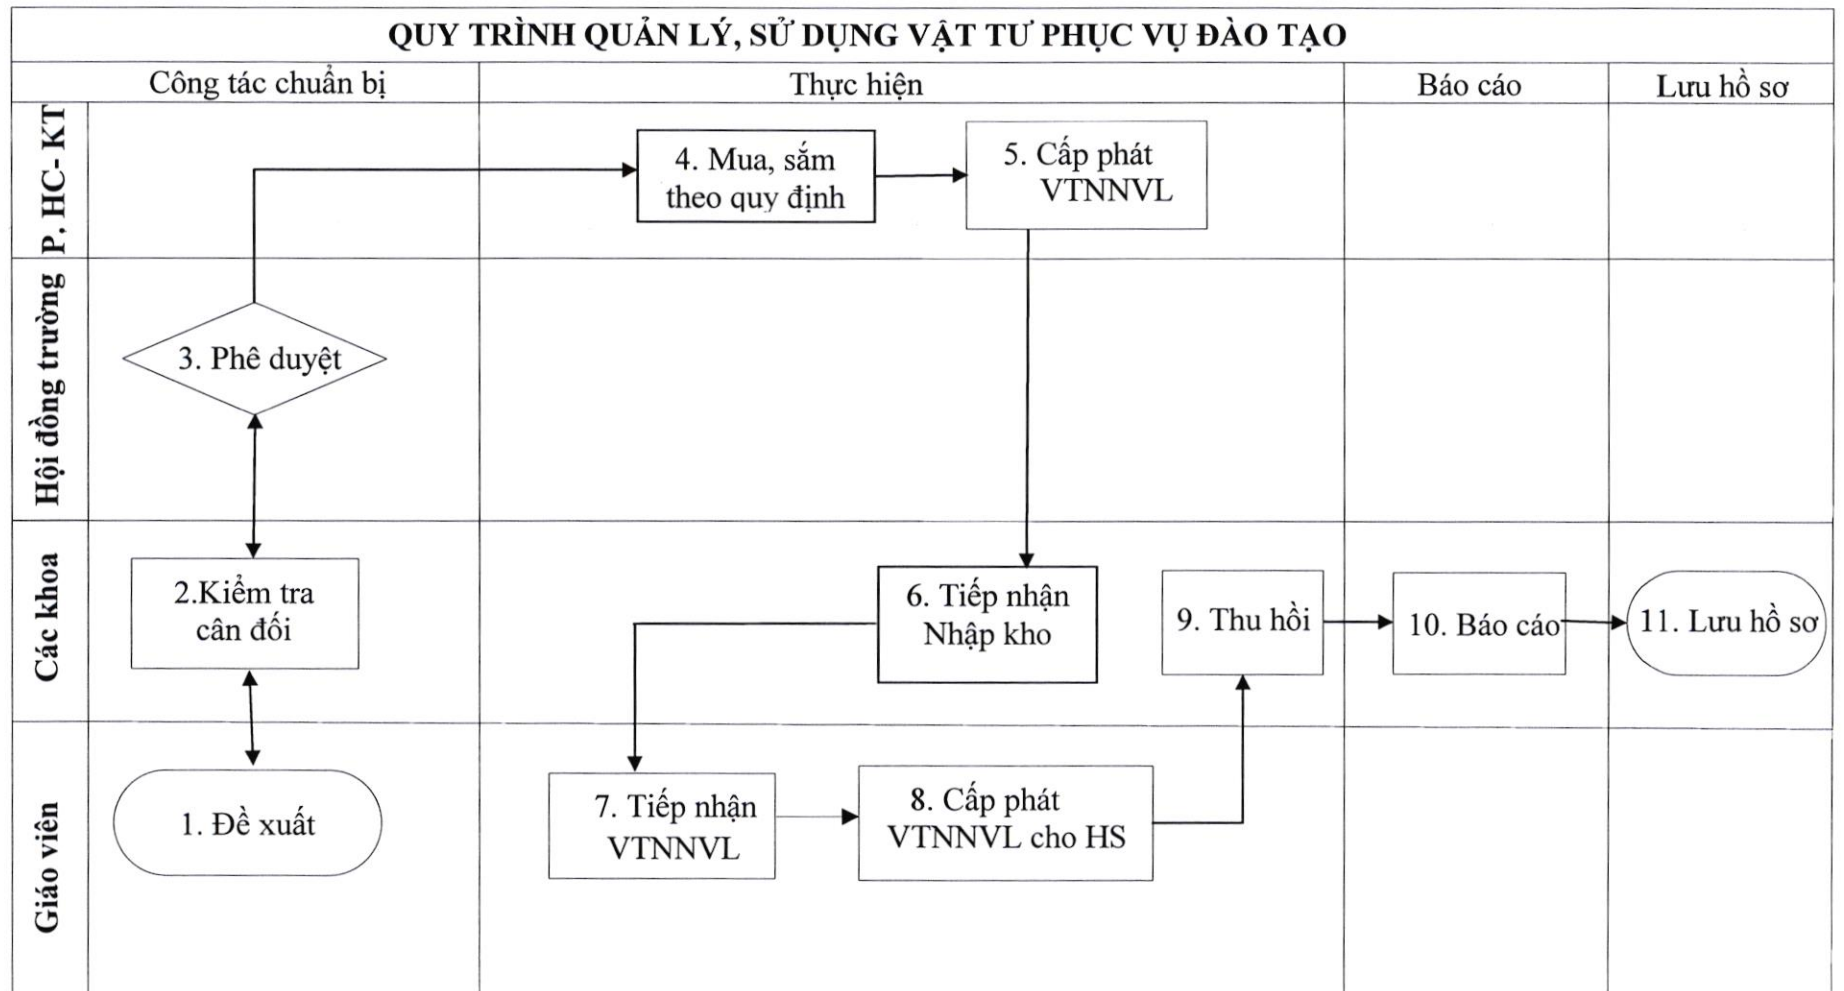 QUY TRÌNH QUẢN LÝ, SỬ DỤNG VẬT TƯ PHỤC VỤ ĐÀO TẠO
Công tác chuẩn bị
Thực hiện
Báo cáo
Lưu hồ sơ
P. HC- KT
4. Mua, sắm
theo quy định
5. Cấp phát
VTNNVL
Hội đồng trường
3. Phê duyệt
Các khoa
2.Kiểm tra
cân đối
6. Tiếp nhận
Nhập kho
9. Thu hồi
10. Báo cáo
11. Lưu hồ sơ
Giáo viên
1. Đề xuất
7. Tiếp nhận
VTNNVL
8. Cấp phát
VTNNVL cho HS